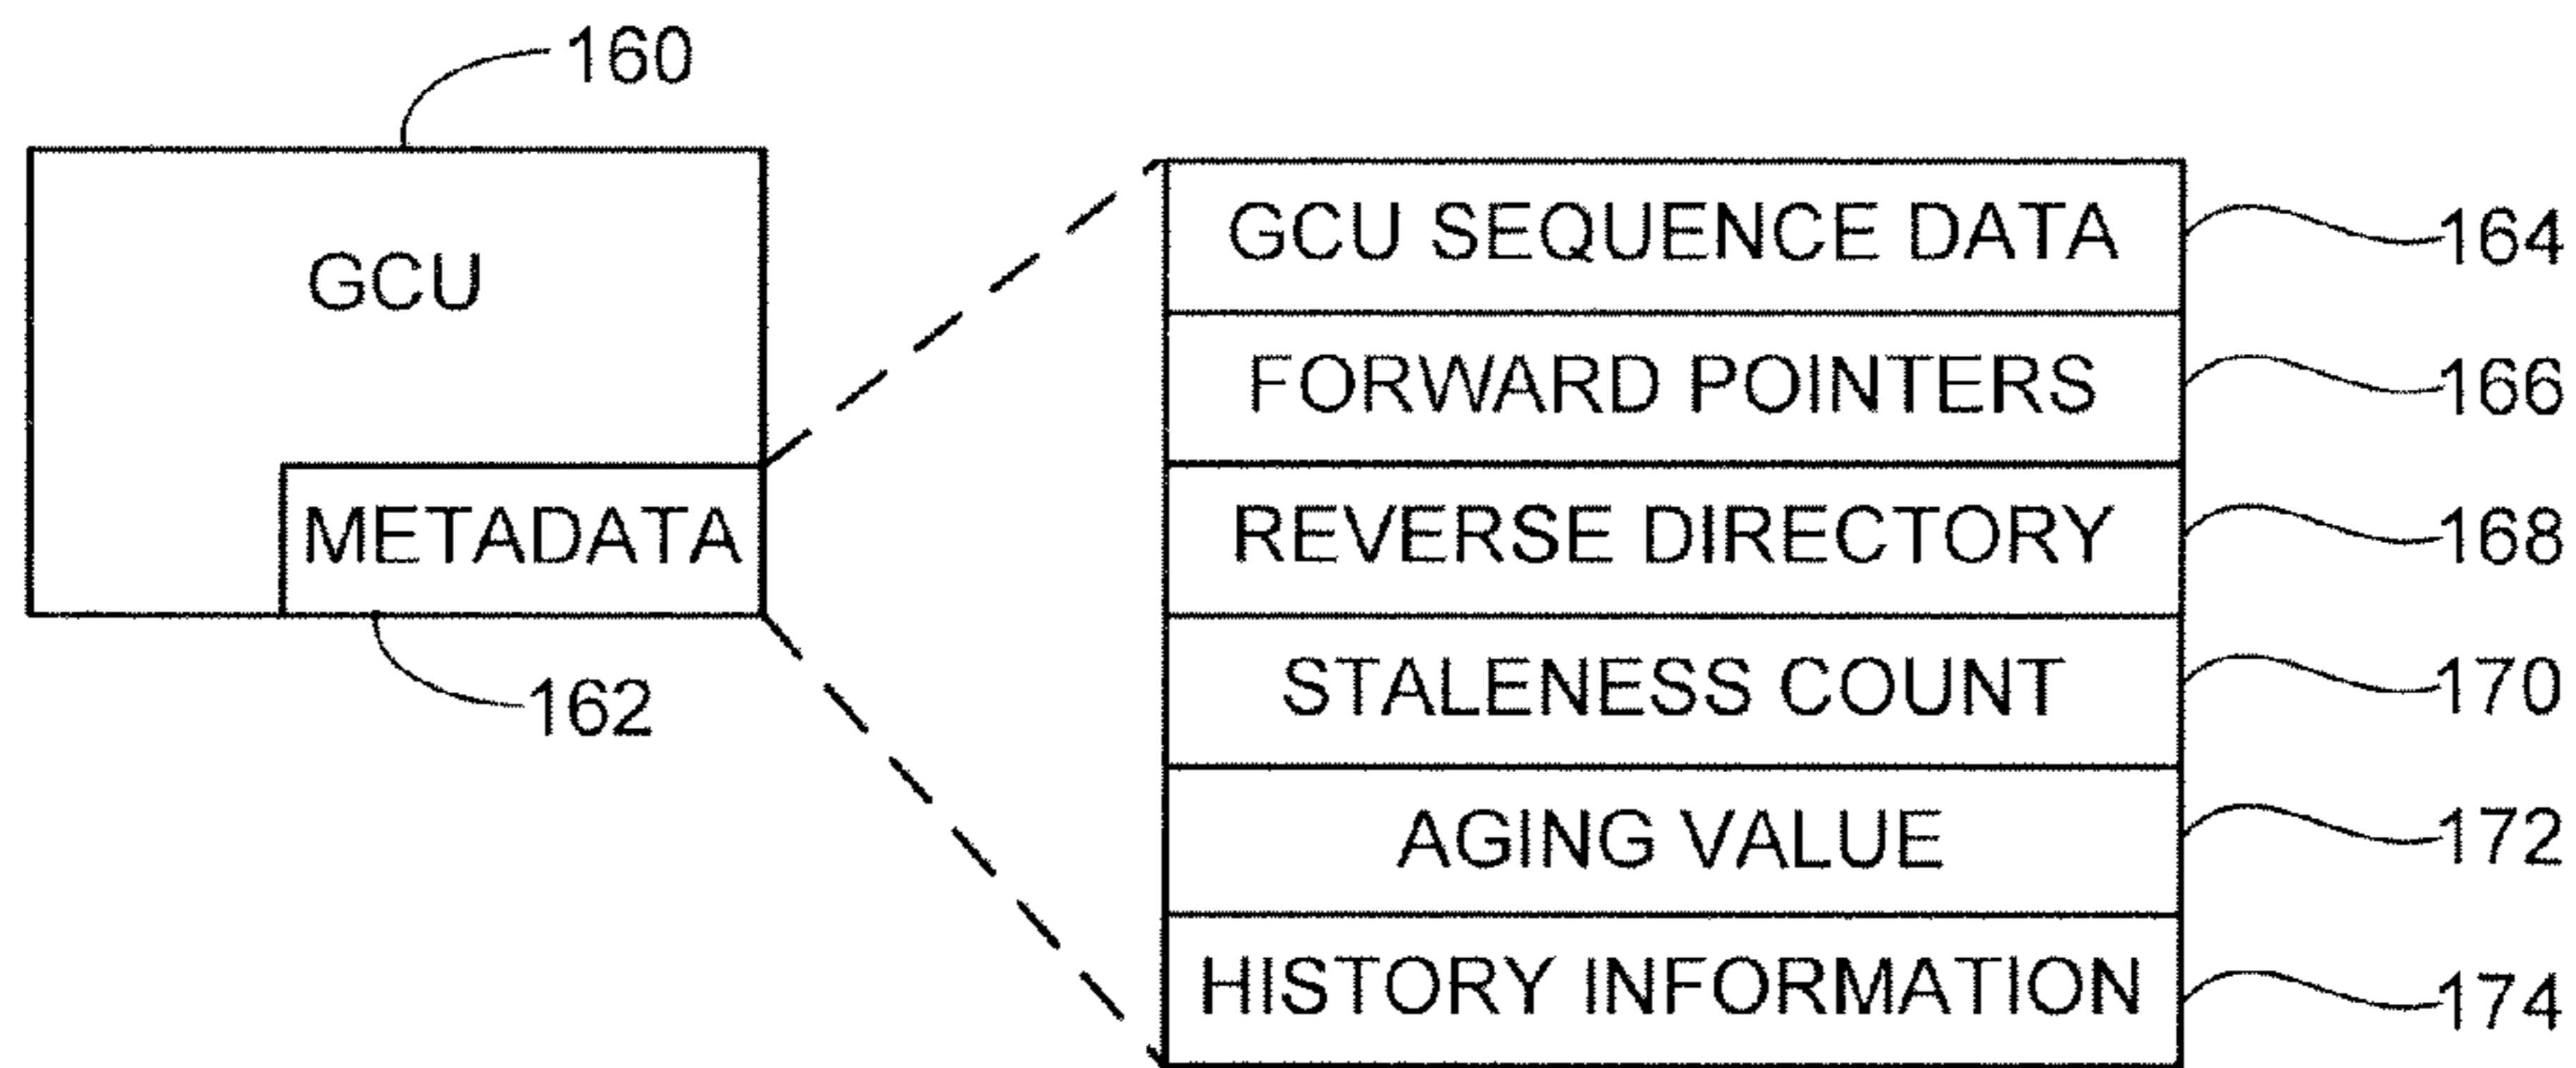 160
GCU
METADATA
162
GCU SEQUENCE DATA
164
FORWARD POINTERS
166
REVERSE DIRECTORY
168
STALENESS COUNT
170
AGING VALUE
172
HISTORY INFORMATION
174